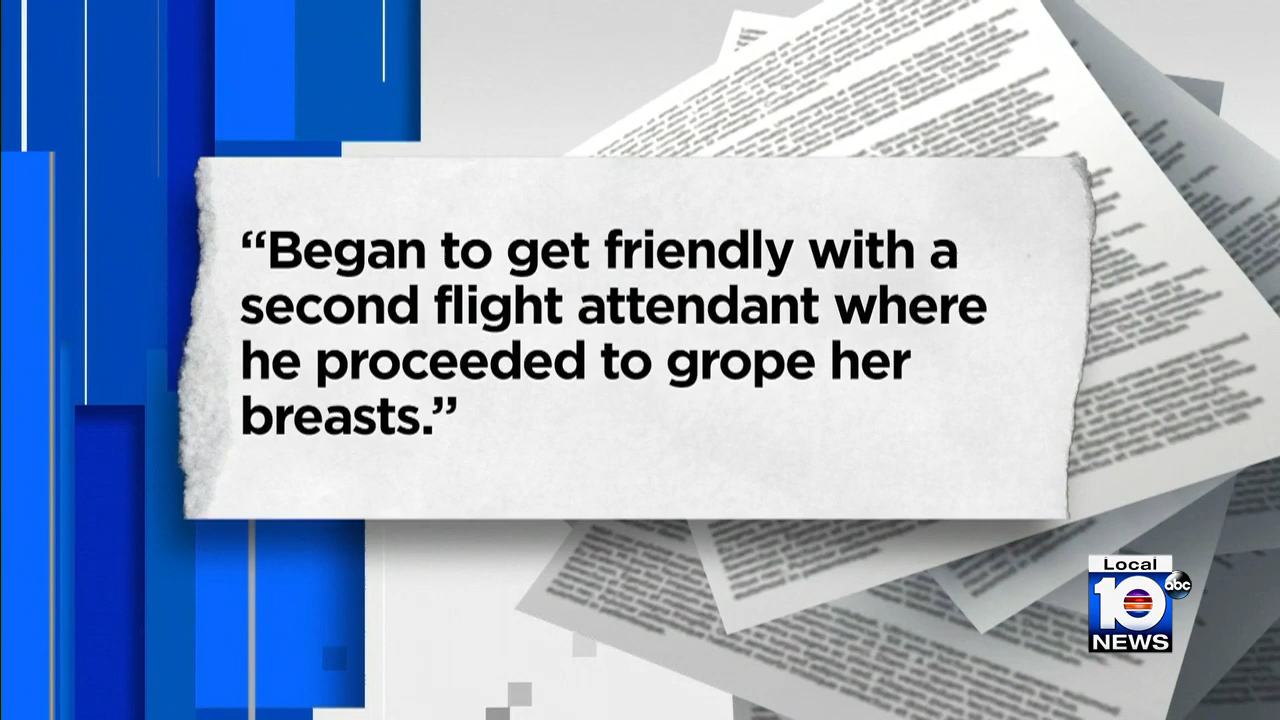 “Began to get friendly with a
second flight attendant where
he proceeded to grope her
breasts.”
Local
10
abc
NEWS